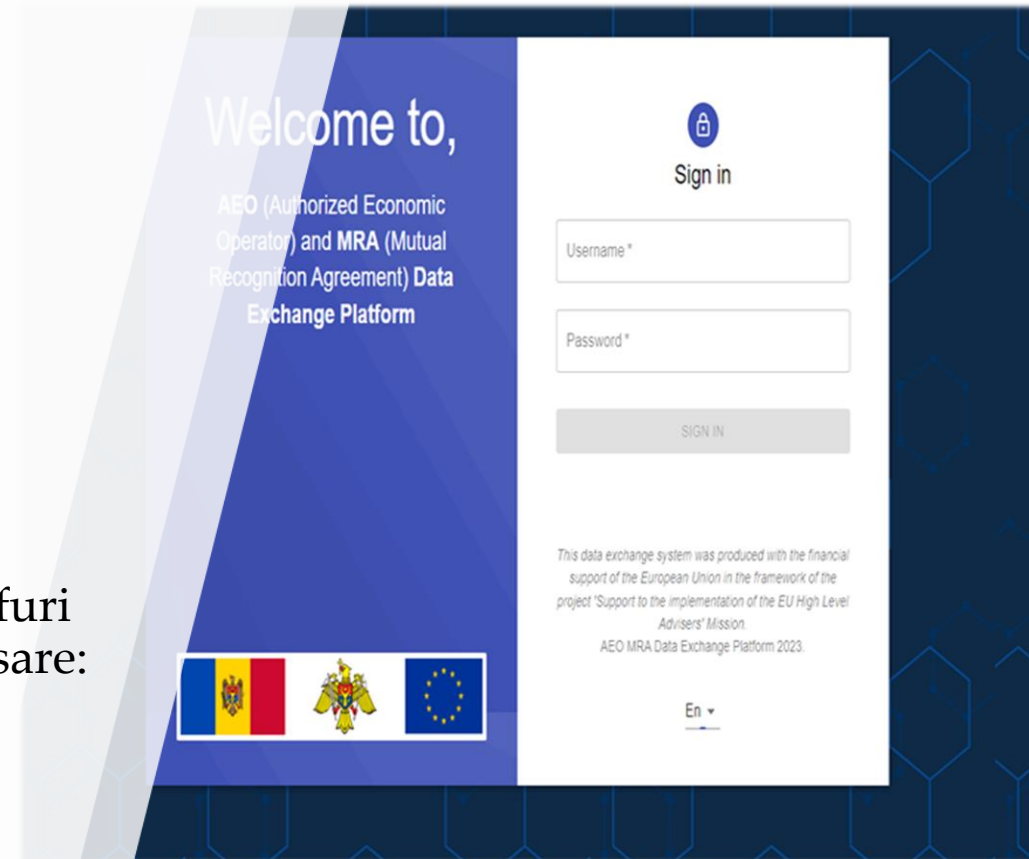 Welcome to,
AEO (Authorized Economic
Operator) and MRA (Mutual
Recognition Agreement) Data
Exchange Platform
Sign in
Username *
Password *
SIGN IN
This data exchange system was produced with the financial
support of the European Union in the framework of the
project "Support to the implementation of the EU High Level
Advisers' Mission.
AEO MRA Data Exchange Platform 2023.
En
furi
sare: